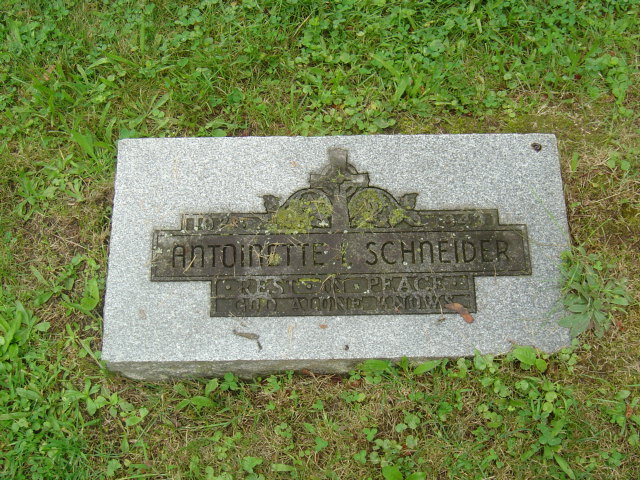 ANTOINETTE L SCHNEIDER
· REST · IN · PEACE ·
GOD ALONE KNOWS